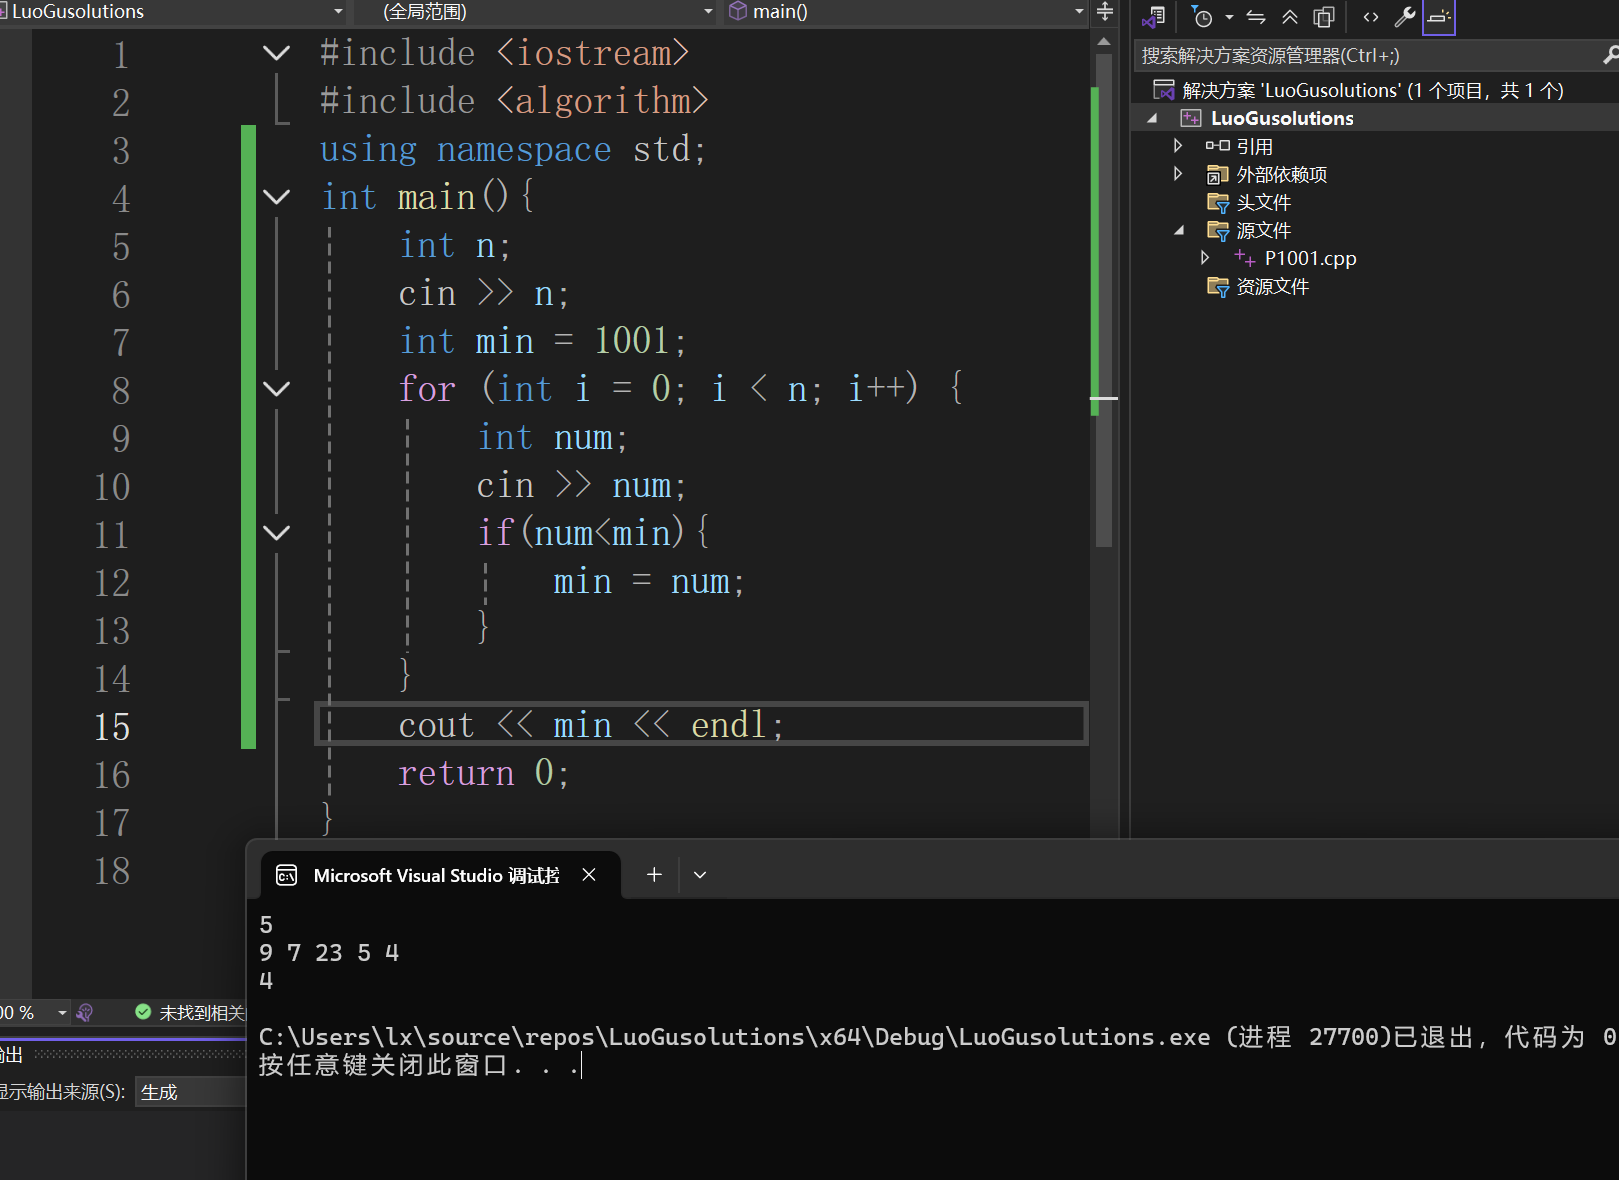 LuoGusolutions
(全局范围)
main()
1 #include <iostream>
2 #include <algorithm>
3 using namespace std;
4 int main(){
5 int n;
6 cin >> n;
7 int min = 1001;
8 for (int i = 0; i < n; i++) {
9 int num;
10 cin >> num;
11 if(num<min){
12 min = num;
13 }
14 }
15 cout << min << endl;
16 return 0;
17 }
18
搜索解决方案资源管理器(Ctrl+;)
解决方案 'LuoGusolutions' (1 个项目，共 1 个)
LuoGusolutions
引用
外部依赖项
头文件
源文件
P1001.cpp
资源文件
00 %
未找到相关
出
示输出来源(S):
生成
Microsoft Visual Studio 调试控
5
9 7 23 5 4
4
C:\Users\lx\source\repos\LuoGusolutions\x64\Debug\LuoGusolutions.exe (进程 27700)已退出，代码为 0
按任意键关闭此窗口. . .